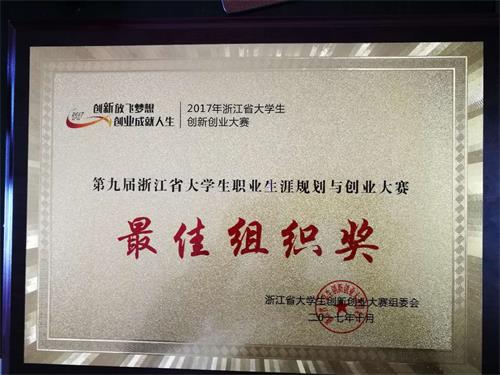 2017
创新放飞梦想
创业成就人生
2017年浙江省大学生
创新创业大赛
第九届浙江省大学生职业生涯规划与创业大赛
最佳组织奖
浙江省大学生创新创业大赛组委会
二〇一七年十月